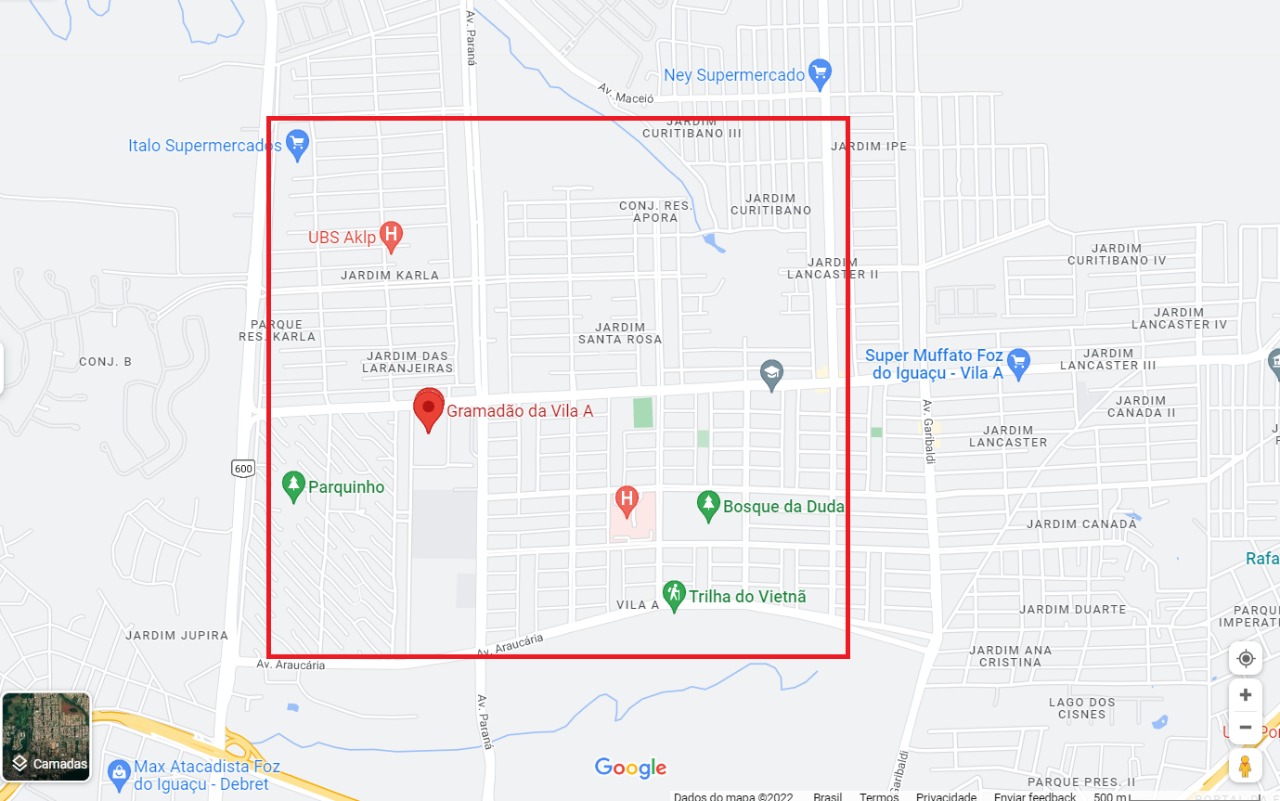 Av. Paraná
Ney Supermercado
Av. Maceió
JARDIM
CURITIBANO III
Italo Supermercados
JARDIM IPE
JARDIM
CURITIBANO
CONJ. RES.
APORA
UBS Aklp
JARDIM KARLA
JARDIM
LANCASTER II
JARDIM
CURITIBANO IV
PARQUE
RES. KARLA
JARDIM
SANTA ROSA
JARDIM
LANCASTER IV
CONJ. B
JARDIM DAS
LARANJEIRAS
Super Muffato Foz
do Iguaçu - Vila A
JARDIM
LANCASTER III
Gramadão da Vila A
JARDIM
CANADA II
Av. Garibaldi
JARDIM
LANCASTER
600
Parquinho
H
H
Bosque da Duda
JARDIM CANADA
Rafa
Trilha do Vietnã
VILA A
JARDIM DUARTE
PARQU
IMPERATI
JARDIM JUPIRA
Av. Araucária
Av. Araucária
JARDIM ANA
CRISTINA
Av. Paraná
LAGO DOS
CISNES
Camadas
Max Atacadista Foz
do Iguaçu - Debret
Google
Garibaldi
PARQUE PRES. II
Dados do mapa ©2022
Brasil
Termos
Privacidade
Enviar feedback
500 m